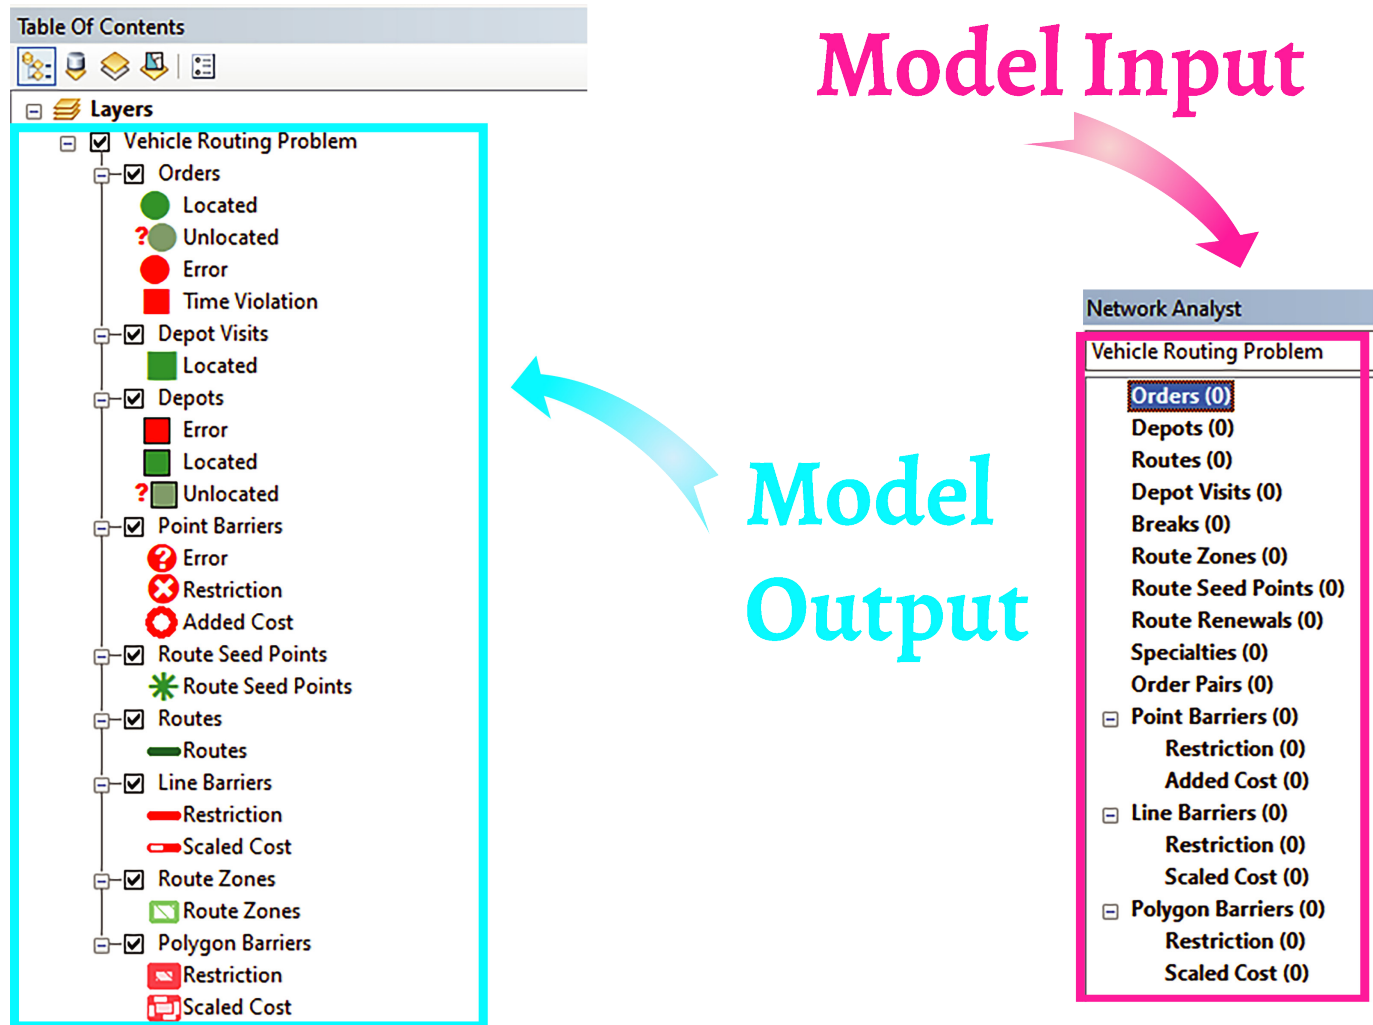 Table Of Contents
Layers
Vehicle Routing Problem
Orders
Located
? Unlocated
Error
Time Violation
Depot Visits
Located
Depots
Error
Located
? Unlocated
Point Barriers
? Error
Restriction
Added Cost
Route Seed Points
Route Seed Points
Routes
Routes
Line Barriers
Restriction
Scaled Cost
Route Zones
Route Zones
Polygon Barriers
Restriction
Scaled Cost
Model
Output
Model Input
Network Analyst
Vehicle Routing Problem
Orders (0)
Depots (0)
Routes (0)
Depot Visits (0)
Breaks (0)
Route Zones (0)
Route Seed Points (0)
Route Renewals (0)
Specialties (0)
Order Pairs (0)
Point Barriers (0)
Restriction (0)
Added Cost (0)
Line Barriers (0)
Restriction (0)
Scaled Cost (0)
Polygon Barriers (0)
Restriction (0)
Scaled Cost (0)